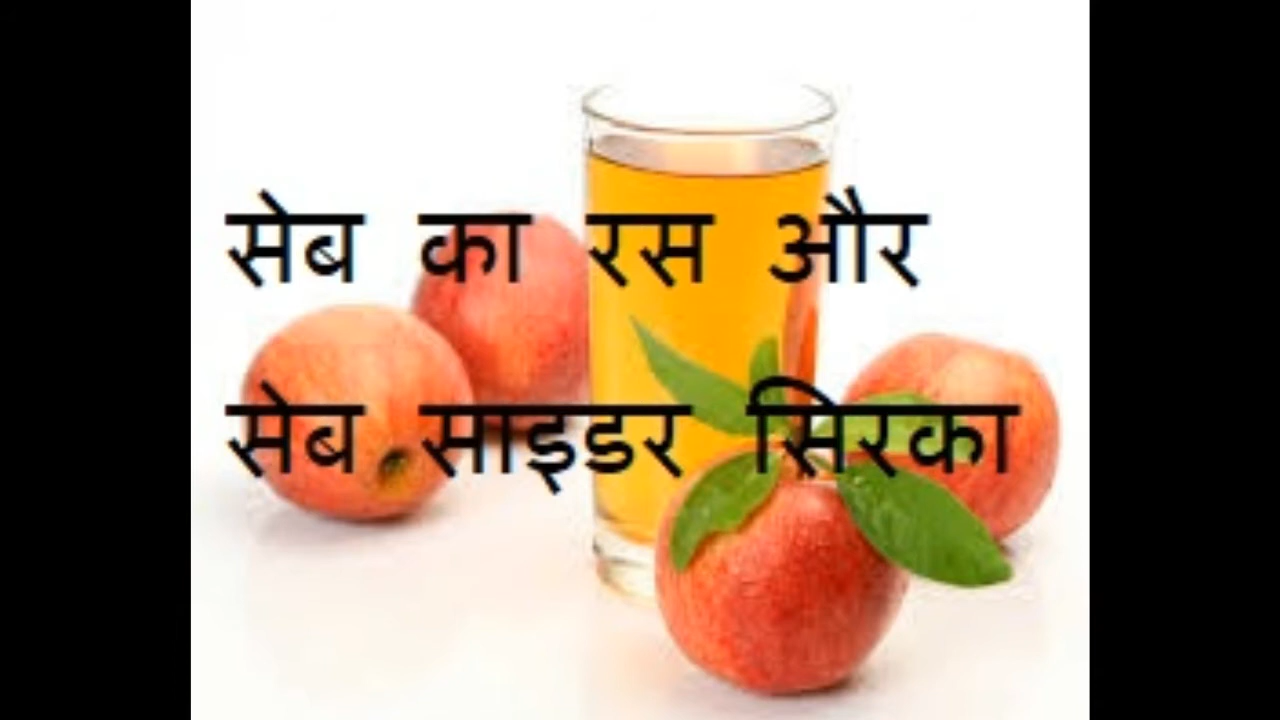 सेब का रस और
सेब साइडर सिरका